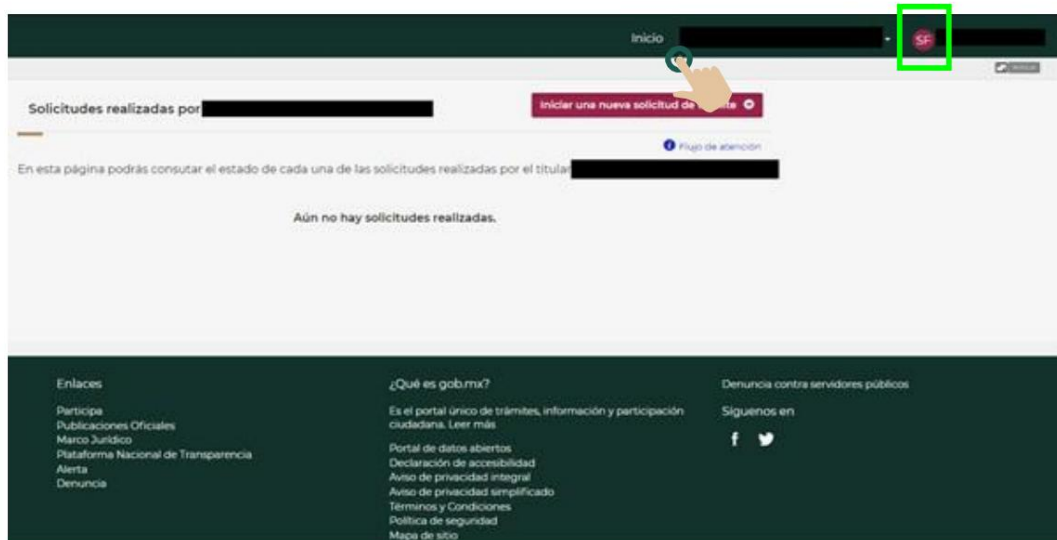 Inicio
SF
Solicitudes realizadas por
Iniciar una nueva solicitud de
Flujo de atención
En esta página podrás consutar el estado de cada una de las solicitudes realizadas por el titular
Aún no hay solicitudes realizadas.
Enlaces
Participa
Publicaciones Oficiales
Marco Jurídico
Plataforma Nacional de Transparencia
Alerta
Denuncia
¿Qué es gob.mx?
Es el portal único de trámites, información y participación
ciudadana. Leer más
Portal de datos abiertos
Declaración de accesibilidad
Aviso de privacidad integral
Aviso de privacidad simplificado
Términos y Condiciones
Política de seguridad
Mapa de sitio
Denuncia contra servidores públicos
Síguenos en